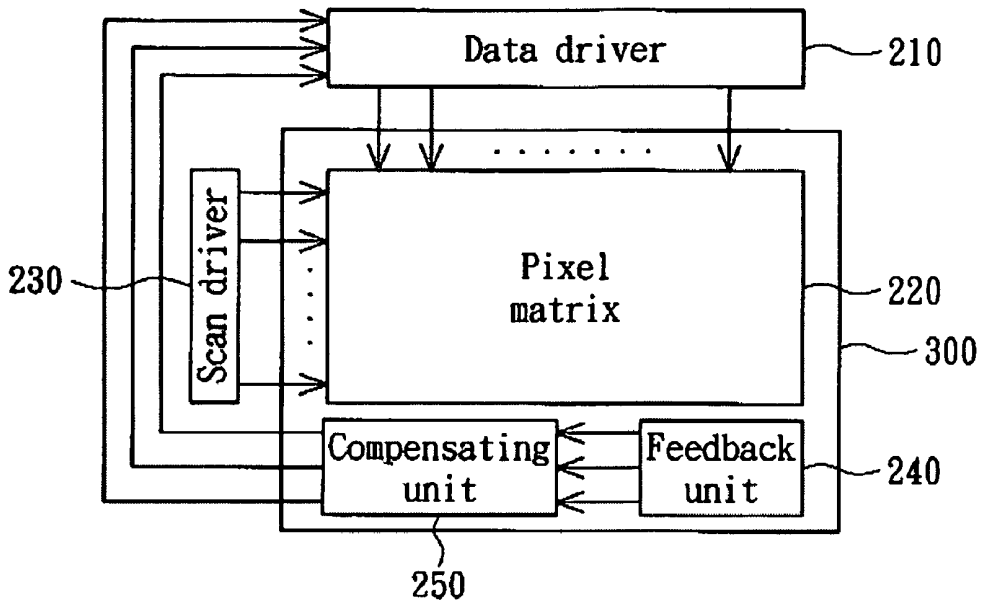 Data driver
210
Scan driver
230
Pixel
matrix
220
300
Compensating
unit
Feedback
unit
240
250